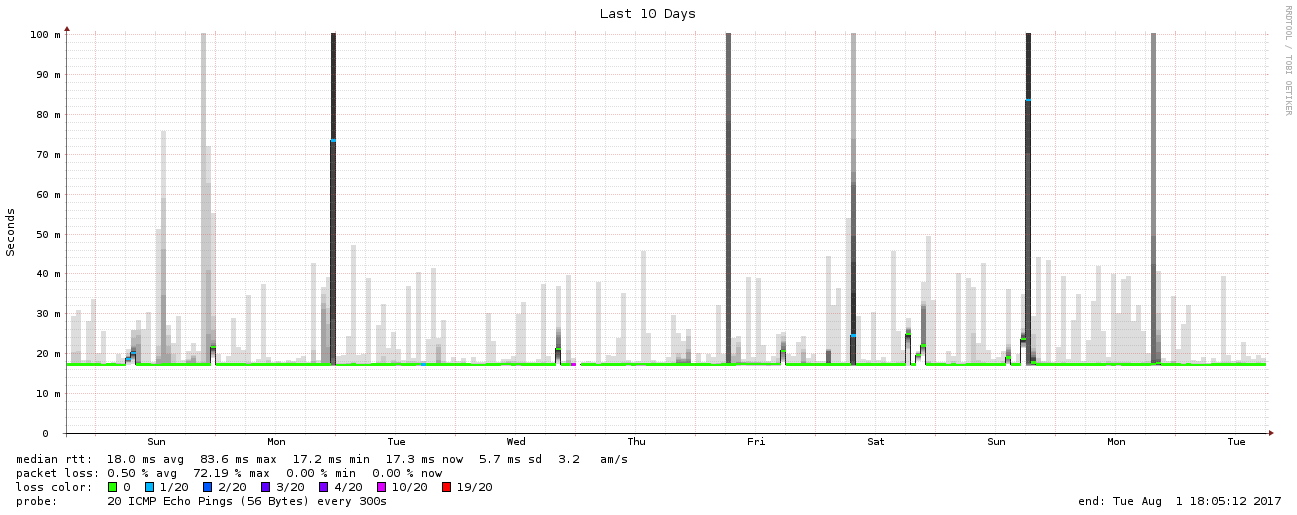 Last 10 Days
RRDTOOL / TOBI OETIKER
Seconds
100 m
90 m
80 m
70 m
60 m
50 m
40 m
30 m
20 m
10 m
0
Sun Mon Tue Wed Thu Fri Sat Sun Mon Tue
median rtt: 18.0 ms avg 83.6 ms max 17.2 ms min 17.3 ms now 5.7 ms sd 3.2 am/s
packet loss: 0.50 % avg 72.19 % max 0.00 % min 0.00 % now
loss color: 0 1/20 2/20 3/20 4/20 10/20 19/20
probe: 20 ICMP Echo Pings (56 Bytes) every 300s end: Tue Aug 1 18:05:12 2017